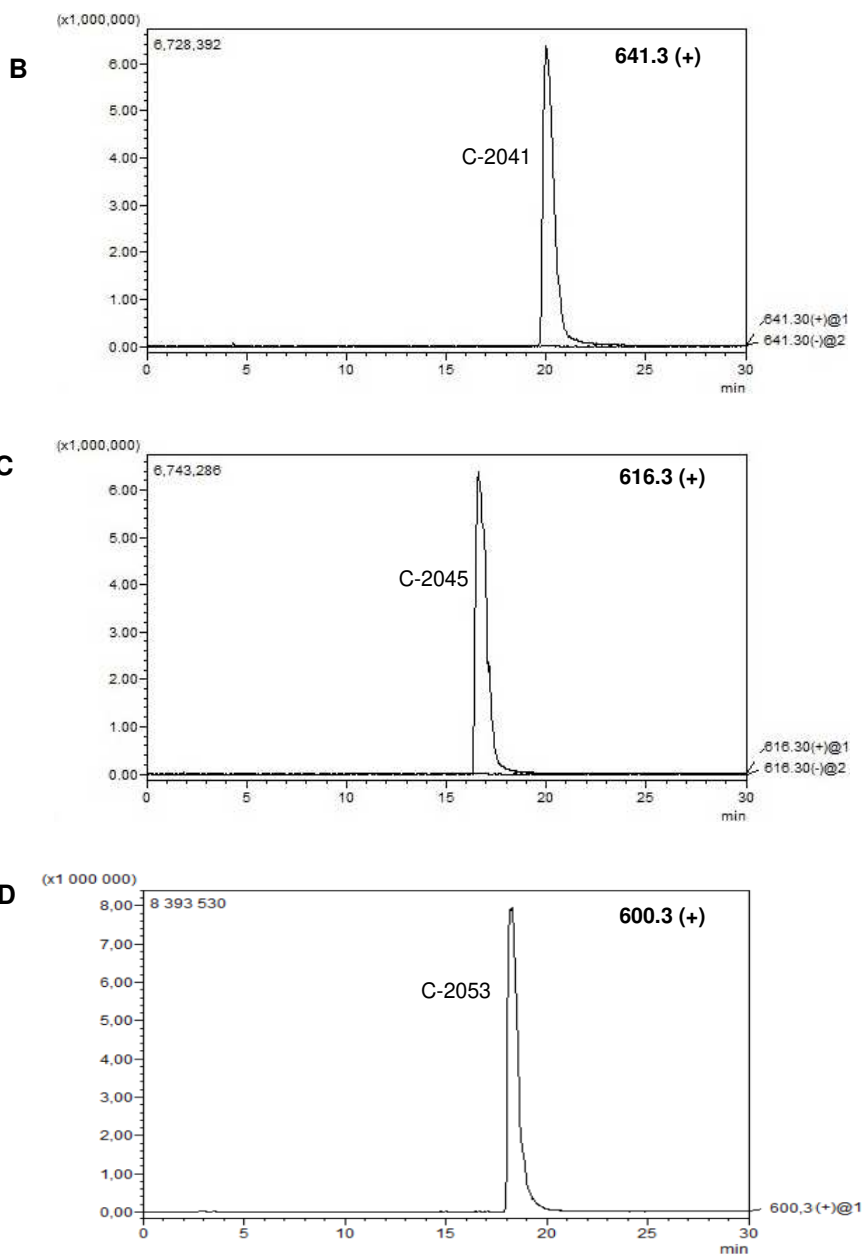 (x1,000,000)
B
6,728,392
641.3 (+)
6.00
5.00
C-2041
4.00
3.00
2.00
1.00
641.30(+)@1
641.30(-)@2
0.00
0 5 10 15 20 25 30
min
(x1,000,000)
C
6,743,286
616.3 (+)
6.00
5.00
C-2045
4.00
3.00
2.00
1.00
616.30(+)@1
616.30(-)@2
0.00
0 5 10 15 20 25 30
min
(x1 000 000)
D
8,00
8 393 530
600.3 (+)
7,00
6,00
C-2053
5,00
4,00
3,00
2,00
1,00
0,00
600,3(+)@1
0 5 10 15 20 25 30
min